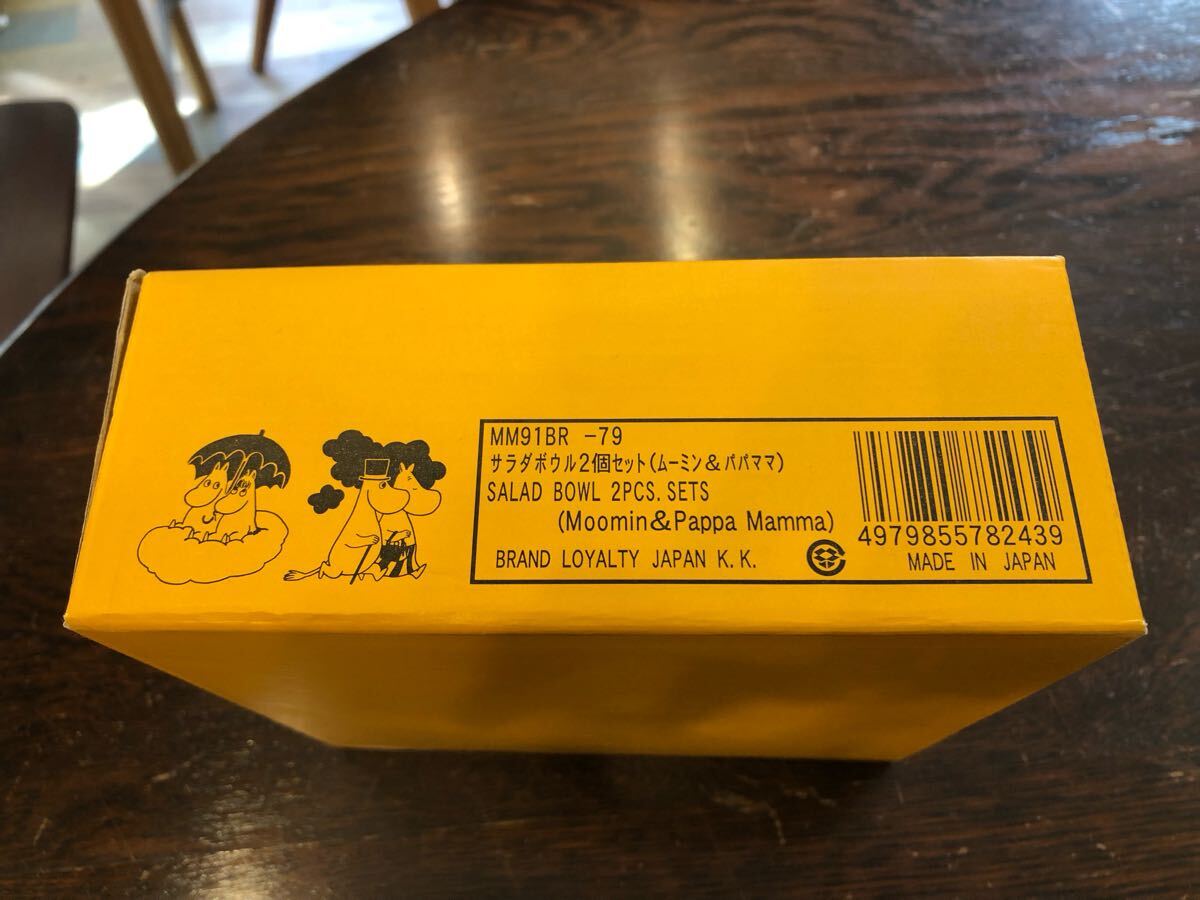 MM91BR -79
サラダボウル2個セット(ムーミン&パパママ)
SALAD BOWL 2PCS. SETS
(Moomin&Pappa Mamma)
BRAND LOYALTY JAPAN K.K.
4979855782439
MADE IN JAPAN